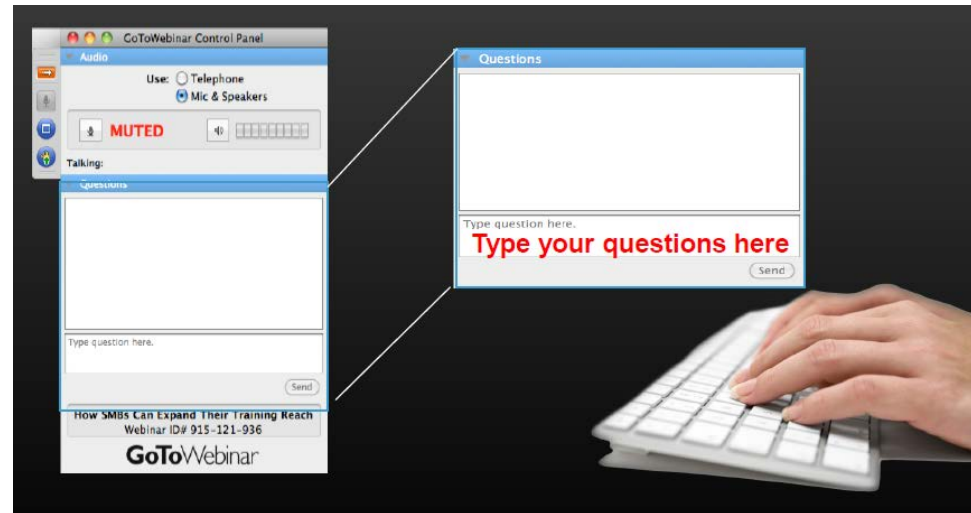 GoToWebinar Control Panel
Audio
Use: Telephone
Mic & Speakers
MUTED
Talking:
Questions
Type question here.
Send
How SMBs Can Expand Their Training Reach
Webinar ID# 915-121-936
GoToWebinar
Questions
Type question here.
Type your questions here
Send